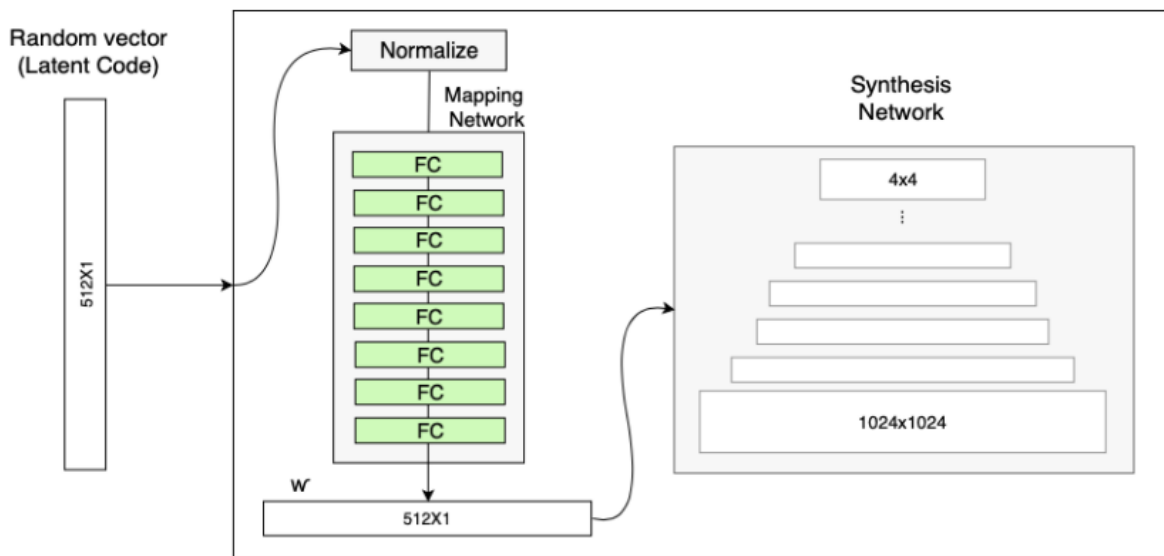 Random vector
(Latent Code)
512X1
Normalize
Mapping
Network
FC
FC
FC
FC
FC
FC
FC
FC
w
512X1
Synthesis
Network
4x4
1024x1024